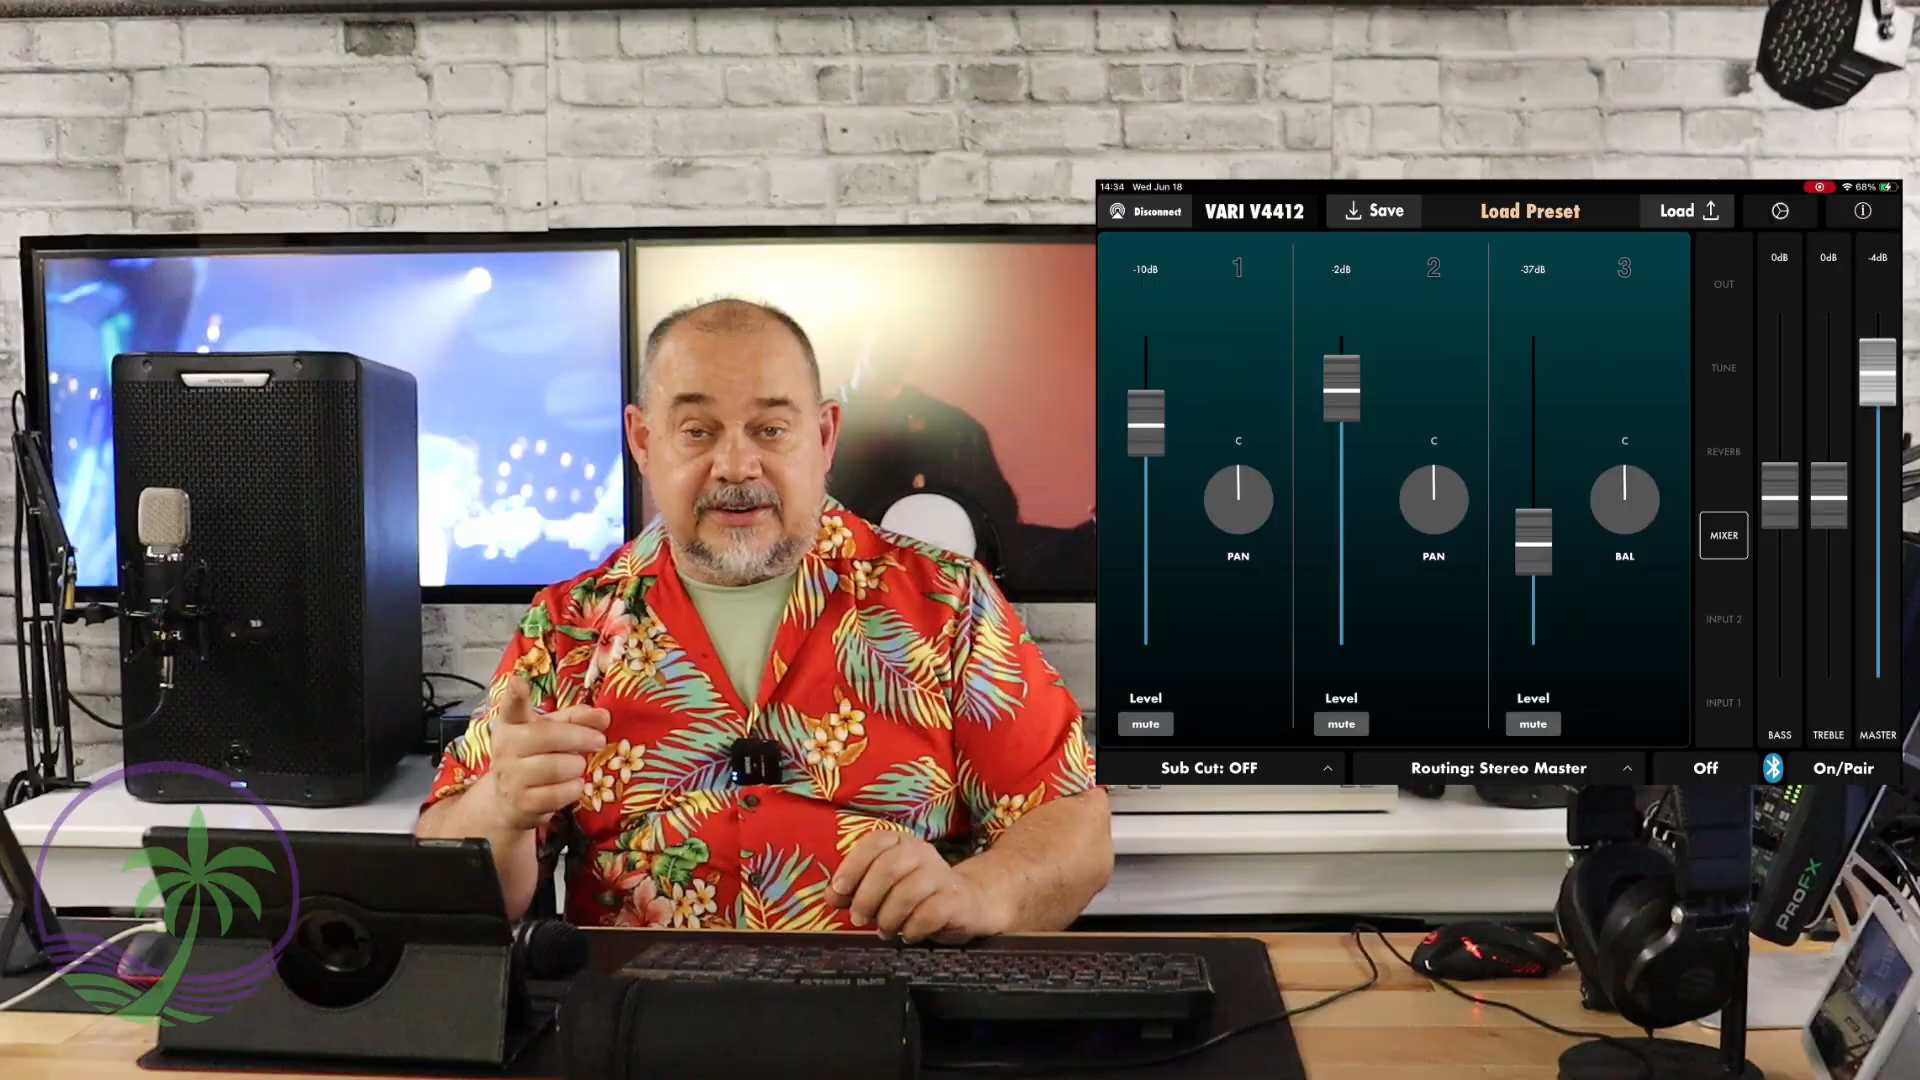 14:34 Wed Jun 18
68%
Disconnect
VARI V4412
Save
Load Preset
Load
-10dB
1
-2dB
2
-37dB
3
C
C
C
PAN
PAN
BAL
Level
Level
Level
mute
mute
mute
OUT
TUNE
REVERB
MIXER
INPUT 2
INPUT 1
0dB
0dB
-4dB
BASS
TREBLE
MASTER
Sub Cut: OFF
Routing: Stereo Master
Off
On/Pair
PROFX